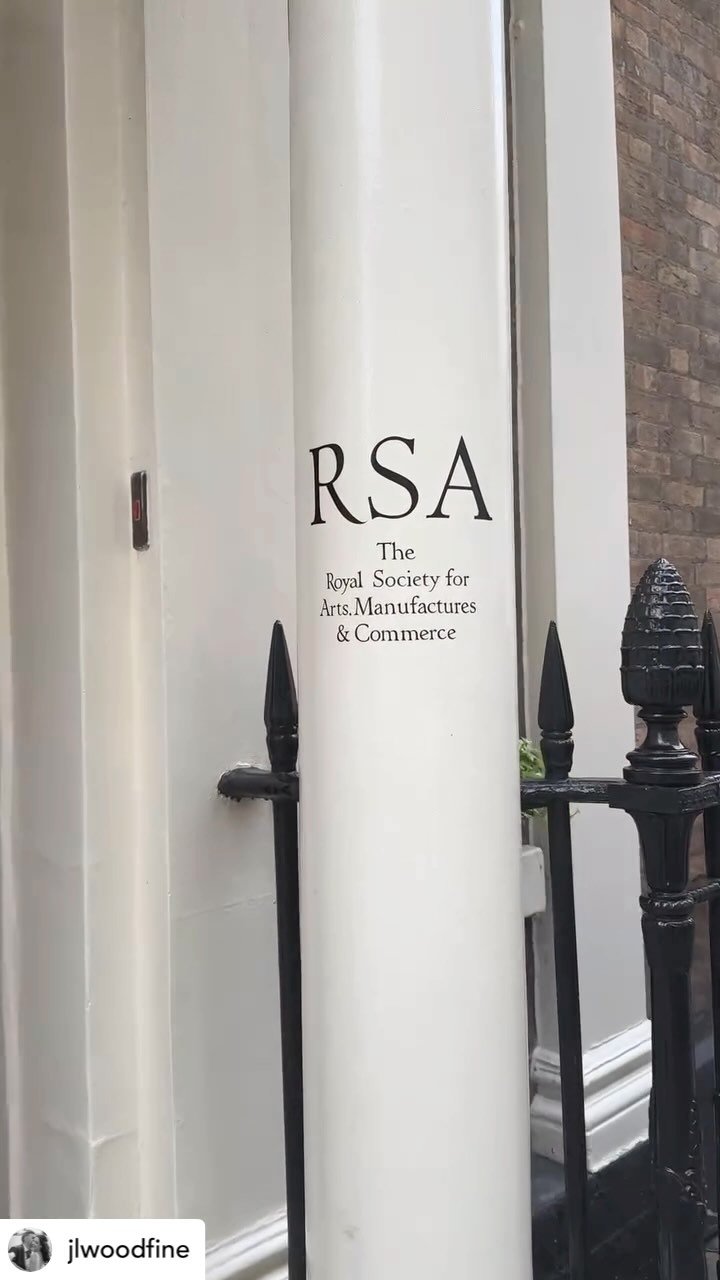 RSA
The
Royal Society for
Arts, Manufactures
& Commerce
jlwoodfine